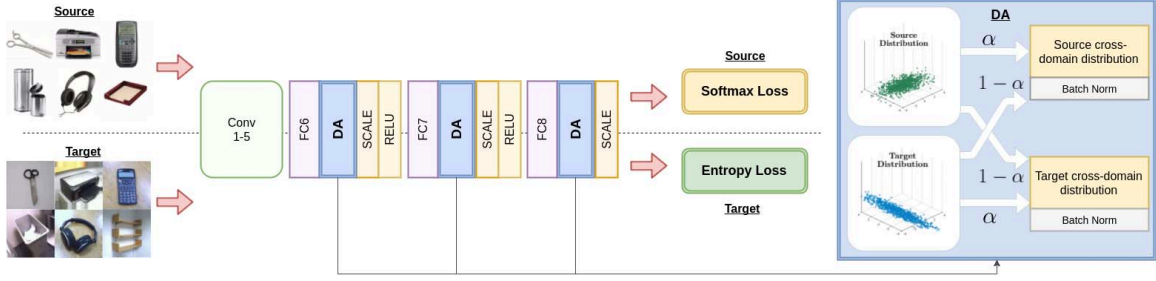 Source
Target
Conv
1-5
FC6
DA
SCALE
RELU
FC7
DA
SCALE
RELU
FC8
DA
SCALE
Source
Softmax Loss
Entropy Loss
Target
DA
Source
Distribution
Target
Distribution
α
1 − α
1 − α
α
Source cross-
domain distribution
Batch Norm
Target cross-domain
distribution
Batch Norm